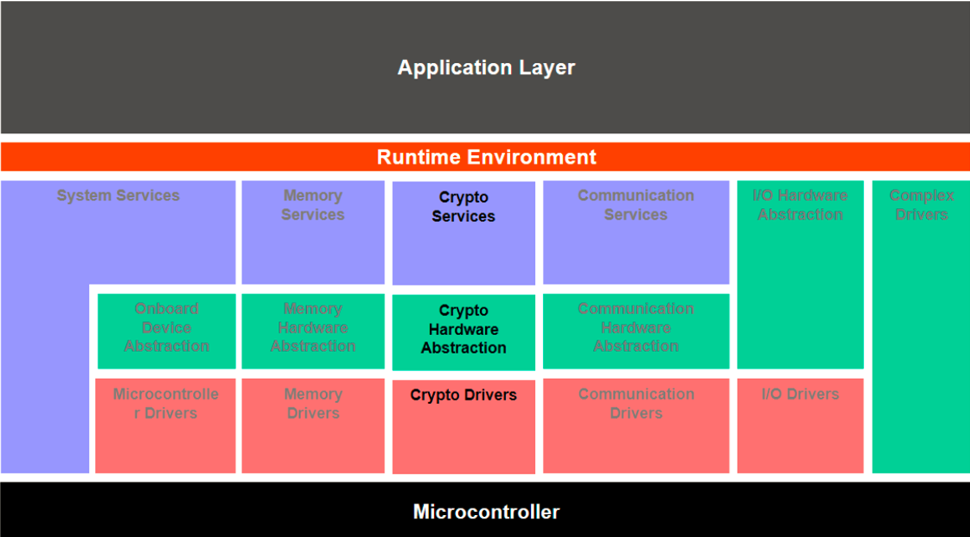 Application Layer
Runtime Environment
System Services
Memory
Services
Crypto
Services
Communication
Services
I/O Hardware
Abstraction
Complex
Drivers
Onboard
Device
Abstraction
Memory
Hardware
Abstraction
Crypto
Hardware
Abstraction
Communication
Hardware
Abstraction
Microcontrolle
r Drivers
Memory
Drivers
Crypto Drivers
Communication
Drivers
I/O Drivers
Microcontroller